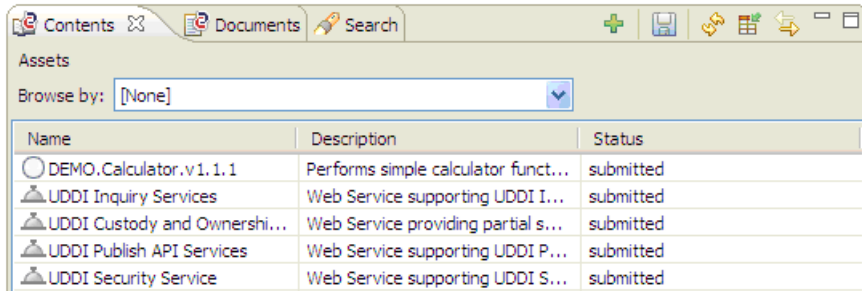 Contents Documents Search
Assets
Browse by: [None]
Name Description Status
DEMO.Calculator.v1.1.1 Performs simple calculator funct... submitted
UDDI Inquiry Services Web Service supporting UDDI I... submitted
UDDI Custody and Ownershi... Web Service providing partial s... submitted
UDDI Publish API Services Web Service supporting UDDI P... submitted
UDDI Security Service Web Service supporting UDDI S... submitted